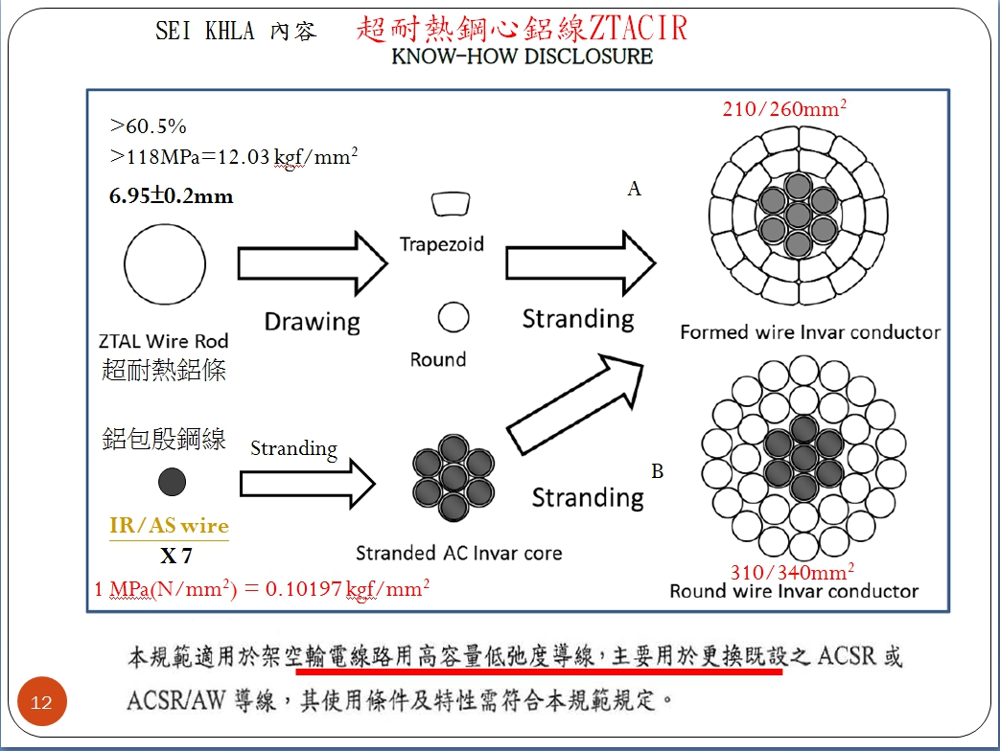 SEI KHLA 內容 超耐熱鋼心鋁線ZTACIR
KNOW-HOW DISCLOSURE
>60.5%
>118MPa=12.03 kgf/mm²
6.95±0.2mm
ZTAL Wire Rod
超耐熱鋁條
Drawing
Trapezoid
Round
A
Stranding
210/260mm²
Formed wire Invar conductor
鋁包殷鋼線
IR/AS wire
X 7
Stranding
Stranded AC Invar core
B
Stranding
310/340mm²
Round wire Invar conductor
1 MPa(N/mm²) = 0.10197 kgf/mm²
本規範適用於架空輸電線路用高容量低弛度導線，主要用於更換既設之 ACSR 或
ACSR/AW 導線，其使用條件及特性需符合本規範規定。
12